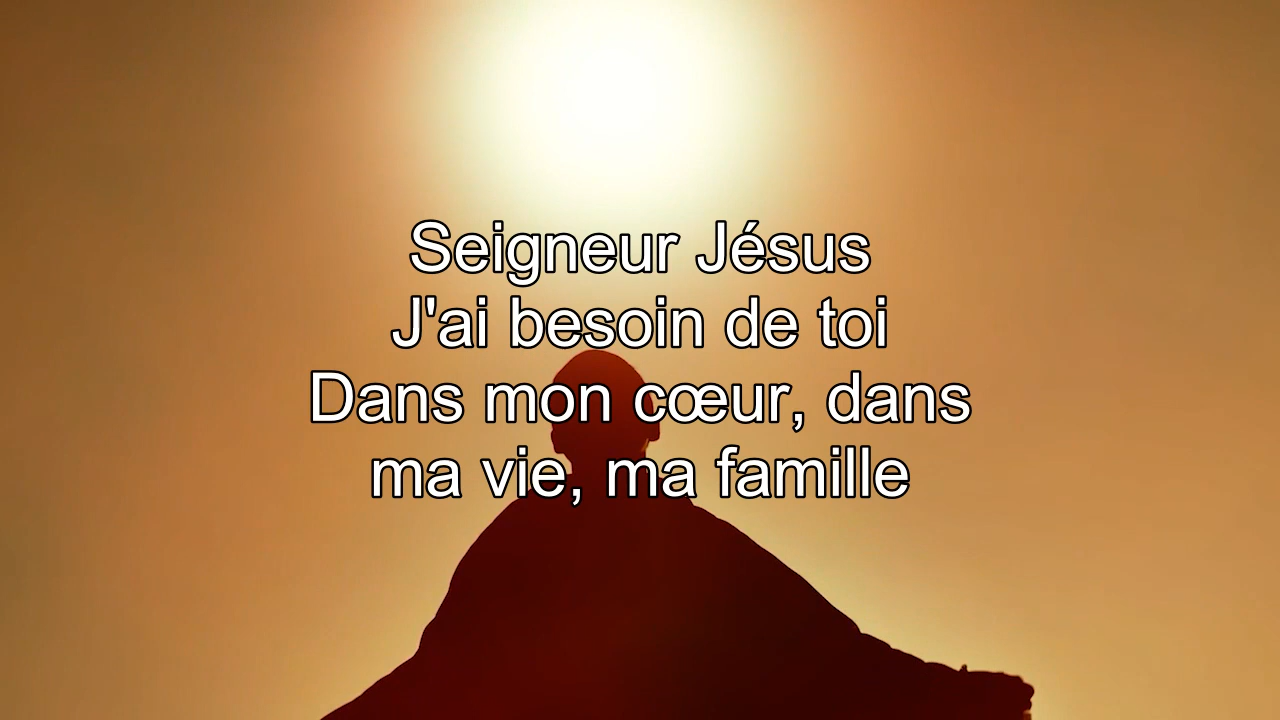 Seigneur Jésus
J'ai besoin de toi
Dans mon cœur, dans
ma vie, ma famille